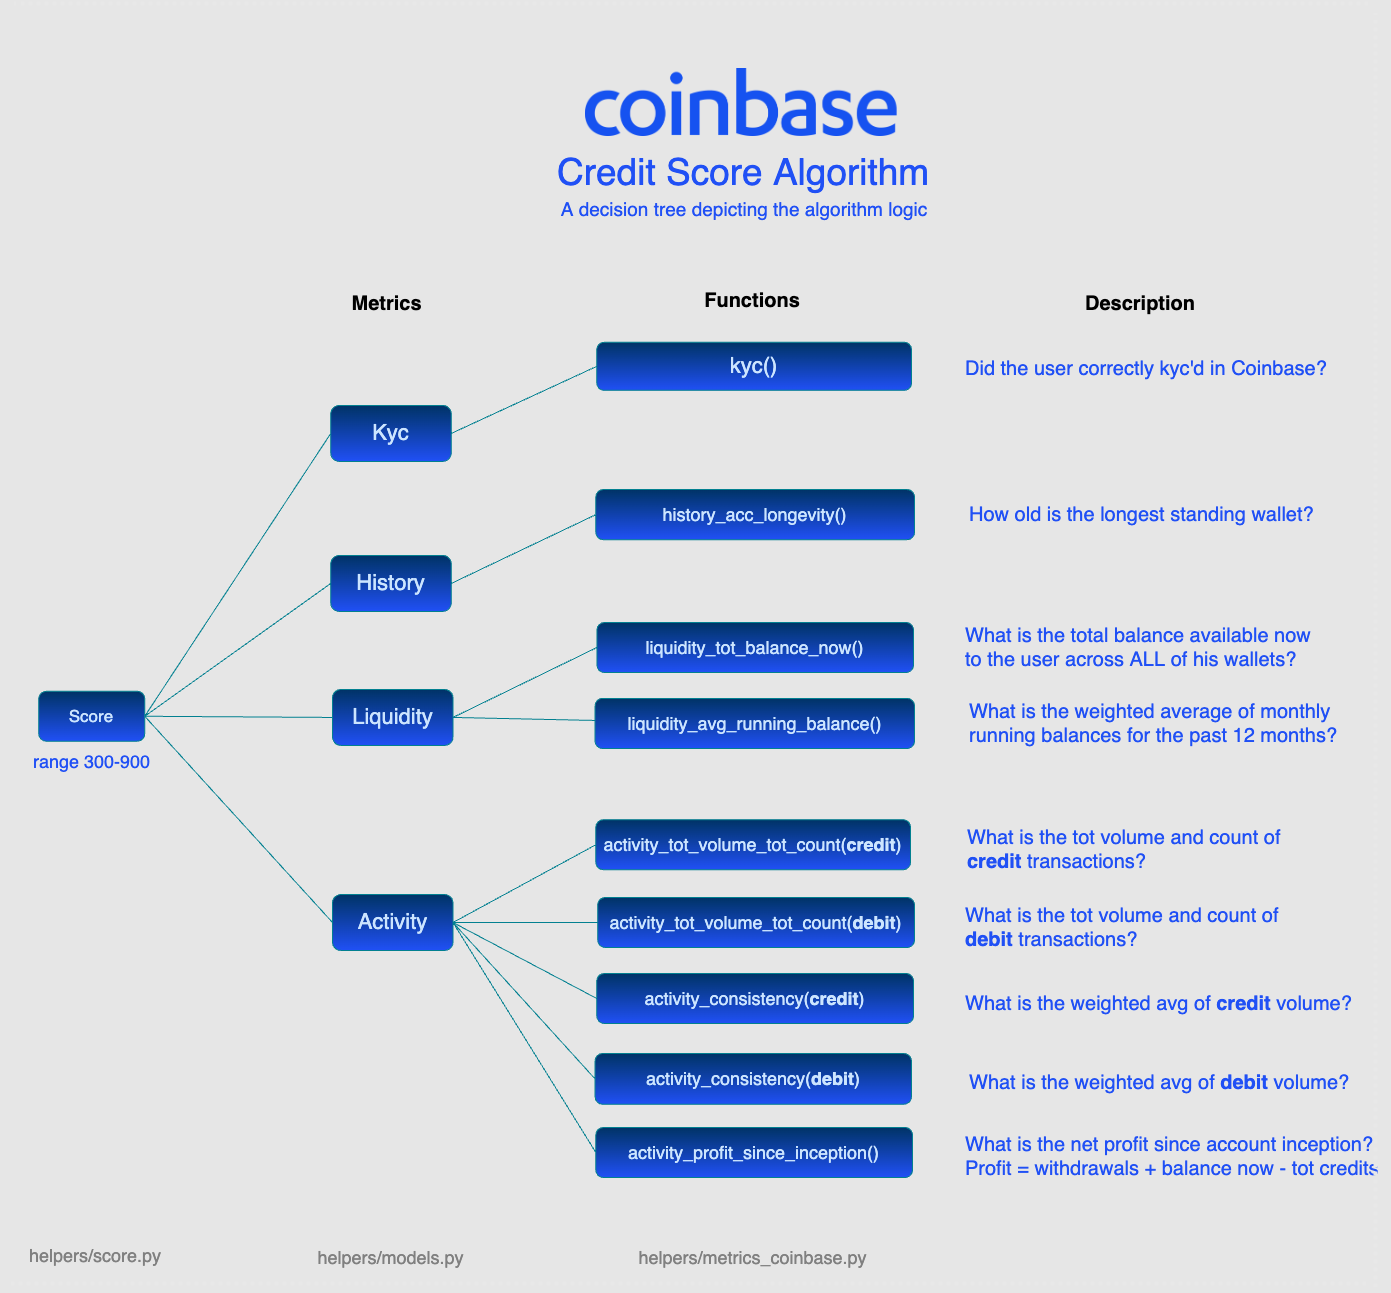 coinbase
Credit Score Algorithm
A decision tree depicting the algorithm logic
Metrics
Functions
Description
kyc()
Did the user correctly kyc'd in Coinbase?
Kyc
history_acc_longevity()
How old is the longest standing wallet?
History
liquidity_tot_balance_now()
What is the total balance available now
to the user across ALL of his wallets?
Score
range 300-900
Liquidity
liquidity_avg_running_balance()
What is the weighted average of monthly
running balances for the past 12 months?
activity_tot_volume_tot_count(credit)
What is the tot volume and count of
credit transactions?
Activity
activity_tot_volume_tot_count(debit)
What is the tot volume and count of
debit transactions?
activity_consistency(credit)
What is the weighted avg of credit volume?
activity_consistency(debit)
What is the weighted avg of debit volume?
activity_profit_since_inception()
What is the net profit since account inception?
Profit = withdrawals + balance now - tot credits
helpers/score.py
helpers/models.py
helpers/metrics_coinbase.py